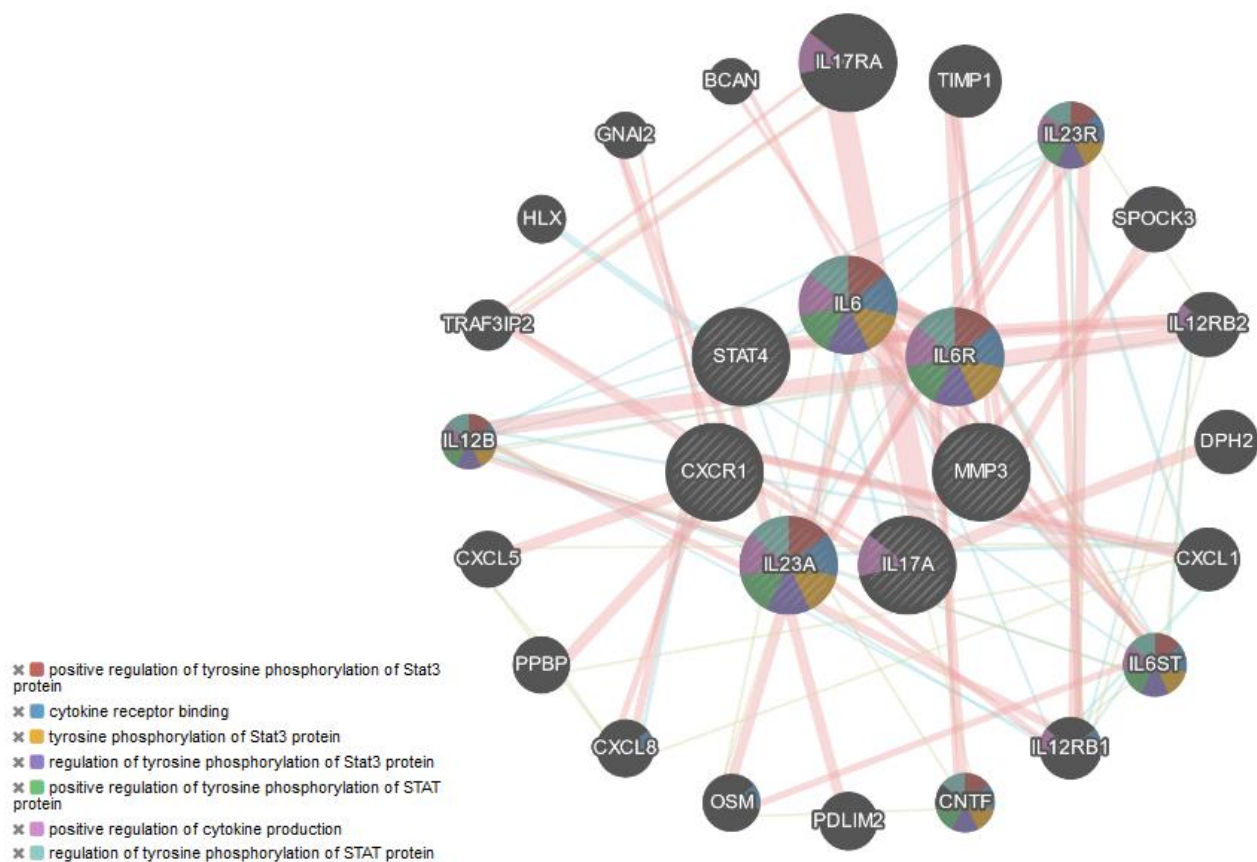 IL17RA
TIMP1
BCAN
IL23R
GNAI2
SPOCK3
HLX
IL6
IL12RB2
TRAF3IP2
STAT4
IL6R
IL12B
DPH2
CXCR1
MMP3
CXCL5
IL23A
IL17A
CXCL1
PPBP
IL6ST
CXCL8
IL12RB1
OSM
PDLIM2
CNTF
positive regulation of tyrosine phosphorylation of Stat3
protein
cytokine receptor binding
tyrosine phosphorylation of Stat3 protein
regulation of tyrosine phosphorylation of Stat3 protein
positive regulation of tyrosine phosphorylation of STAT
protein
positive regulation of cytokine production
regulation of tyrosine phosphorylation of STAT protein